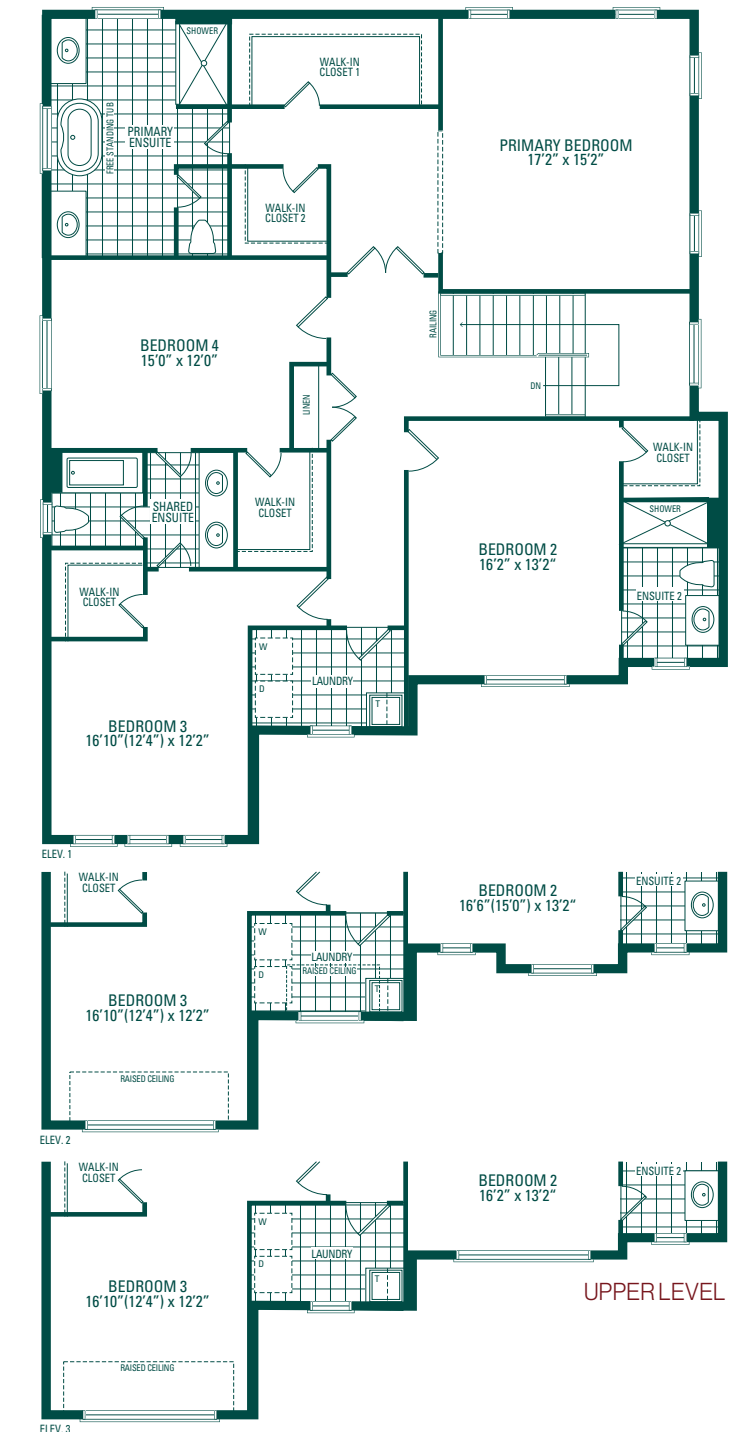 SHOWER
WALK-IN
CLOSET 1
FREE STANDING TUB
PRIMARY
ENSUITE
PRIMARY BEDROOM
17'2" x 15'2"
WALK-IN
CLOSET 2
BEDROOM 4
15'0" x 12'0"
RAILING
DN
LINEN
WALK-IN
CLOSET
SHARED
ENSUITE
WALK-IN
CLOSET
SHOWER
BEDROOM 2
16'2" x 13'2"
ENSUITE 2
WALK-IN
CLOSET
W
D
LAUNDRY
T
BEDROOM 3
16'10"(12'4") x 12'2"
ELEV. 1
WALK-IN
CLOSET
BEDROOM 2
16'6"(15'0") x 13'2"
ENSUITE 2
W
D
LAUNDRY
RAISED CEILING
T
BEDROOM 3
16'10"(12'4") x 12'2"
RAISED CEILING
ELEV. 2
WALK-IN
CLOSET
BEDROOM 2
16'2" x 13'2"
ENSUITE 2
W
D
LAUNDRY
T
BEDROOM 3
16'10"(12'4") x 12'2"
UPPER LEVEL
RAISED CEILING
ELEV. 3